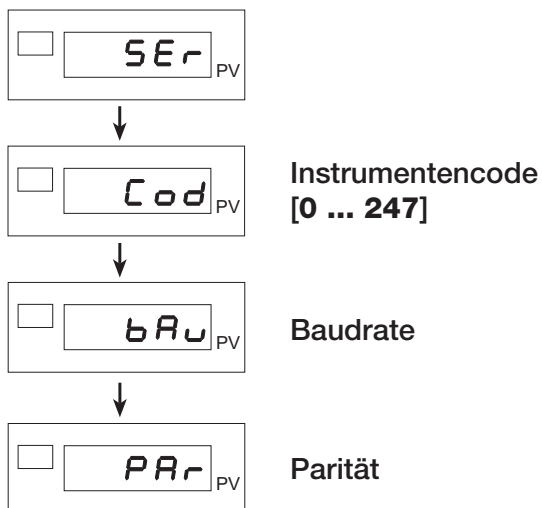 SEr
PV
Cod
PV
Instrumentencode
[0 ... 247]
bAu
PV
Baudrate
PAr
PV
Parität